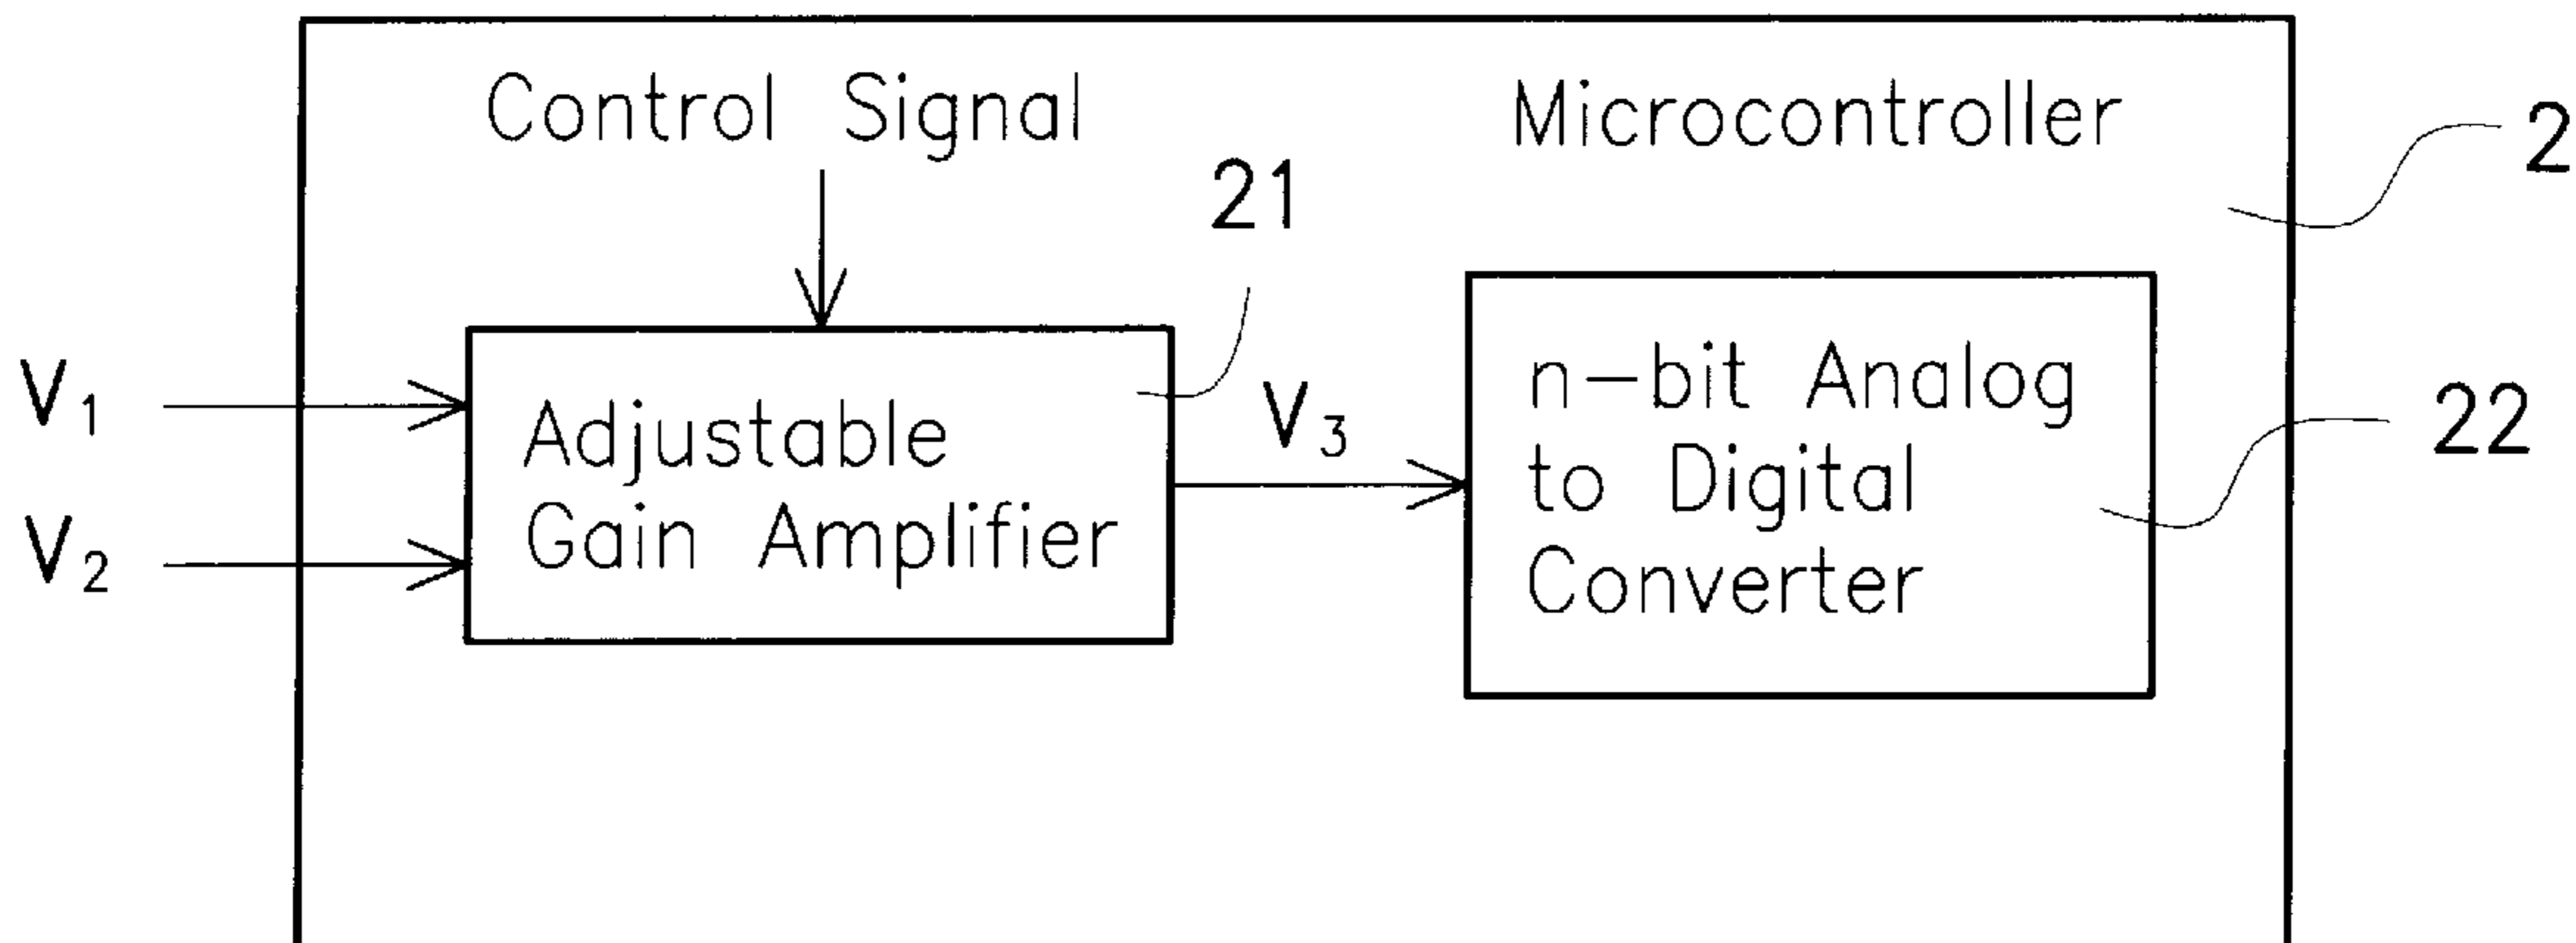 Control Signal
Microcontroller
2
21
V1
V2
Adjustable
Gain Amplifier
V3
n-bit Analog
to Digital
Converter
22